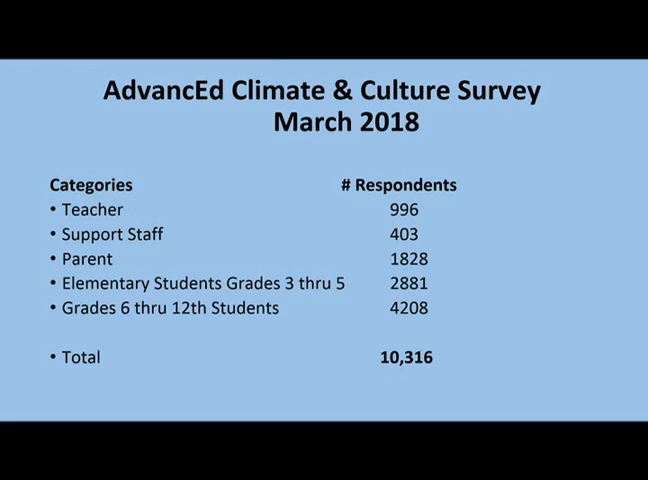 AdvancEd Climate & Culture Survey
March 2018
Categories # Respondents
• Teacher 996
• Support Staff 403
• Parent 1828
• Elementary Students Grades 3 thru 5 2881
• Grades 6 thru 12th Students 4208
• Total 10,316